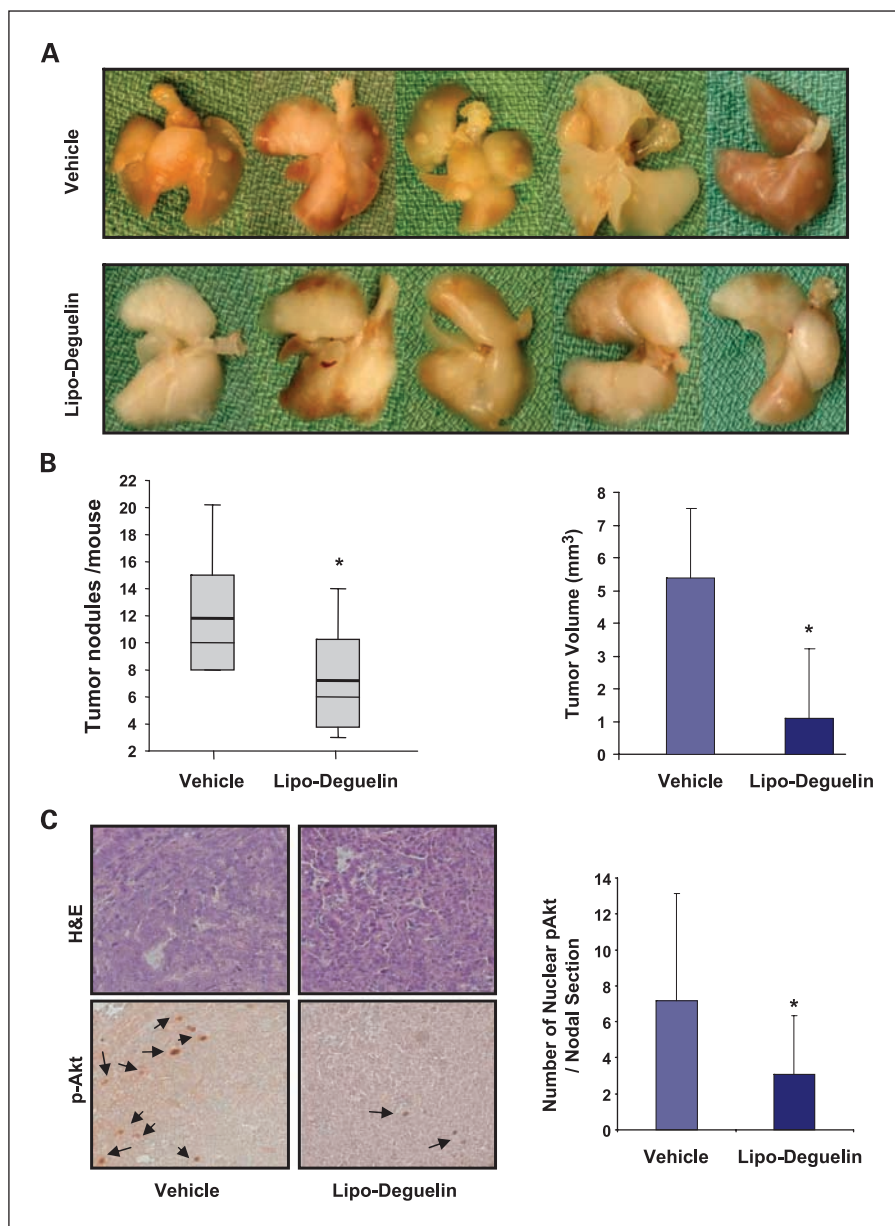 A
Vehicle
Lipo-Deguelin
B
Tumor nodules /mouse
22
20
18
16
14
12
10
8
6
4
2
*
Vehicle
Lipo-Deguelin
Tumor Volume (mm³)
8
7
6
5
4
3
2
1
0
*
Vehicle
Lipo-Deguelin
C
H&E
p-Akt
Vehicle
Lipo-Deguelin
Number of Nuclear pAkt
/ Nodal Section
14
12
10
8
6
4
2
0
*
Vehicle
Lipo-Deguelin